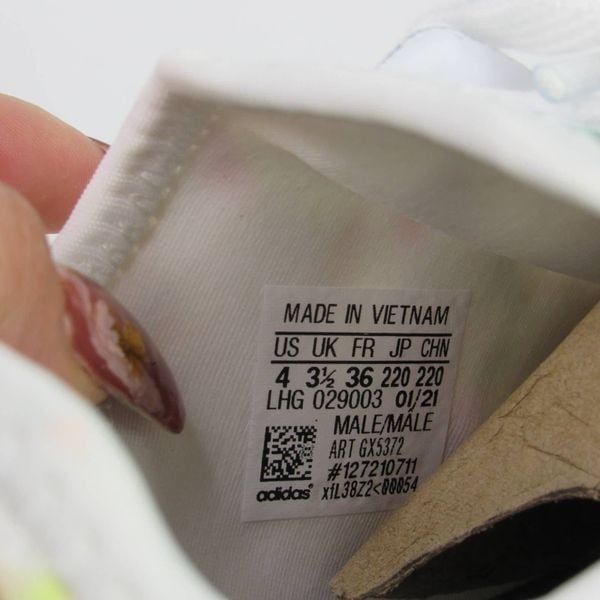 MADE IN VIETNAM
US UK FR JP CHN
4 3½ 36 220 220
LHG 029003 01/21
MALE/MÂLE
ART GX5372
#127210711
adidas® xfL38Z2<00054